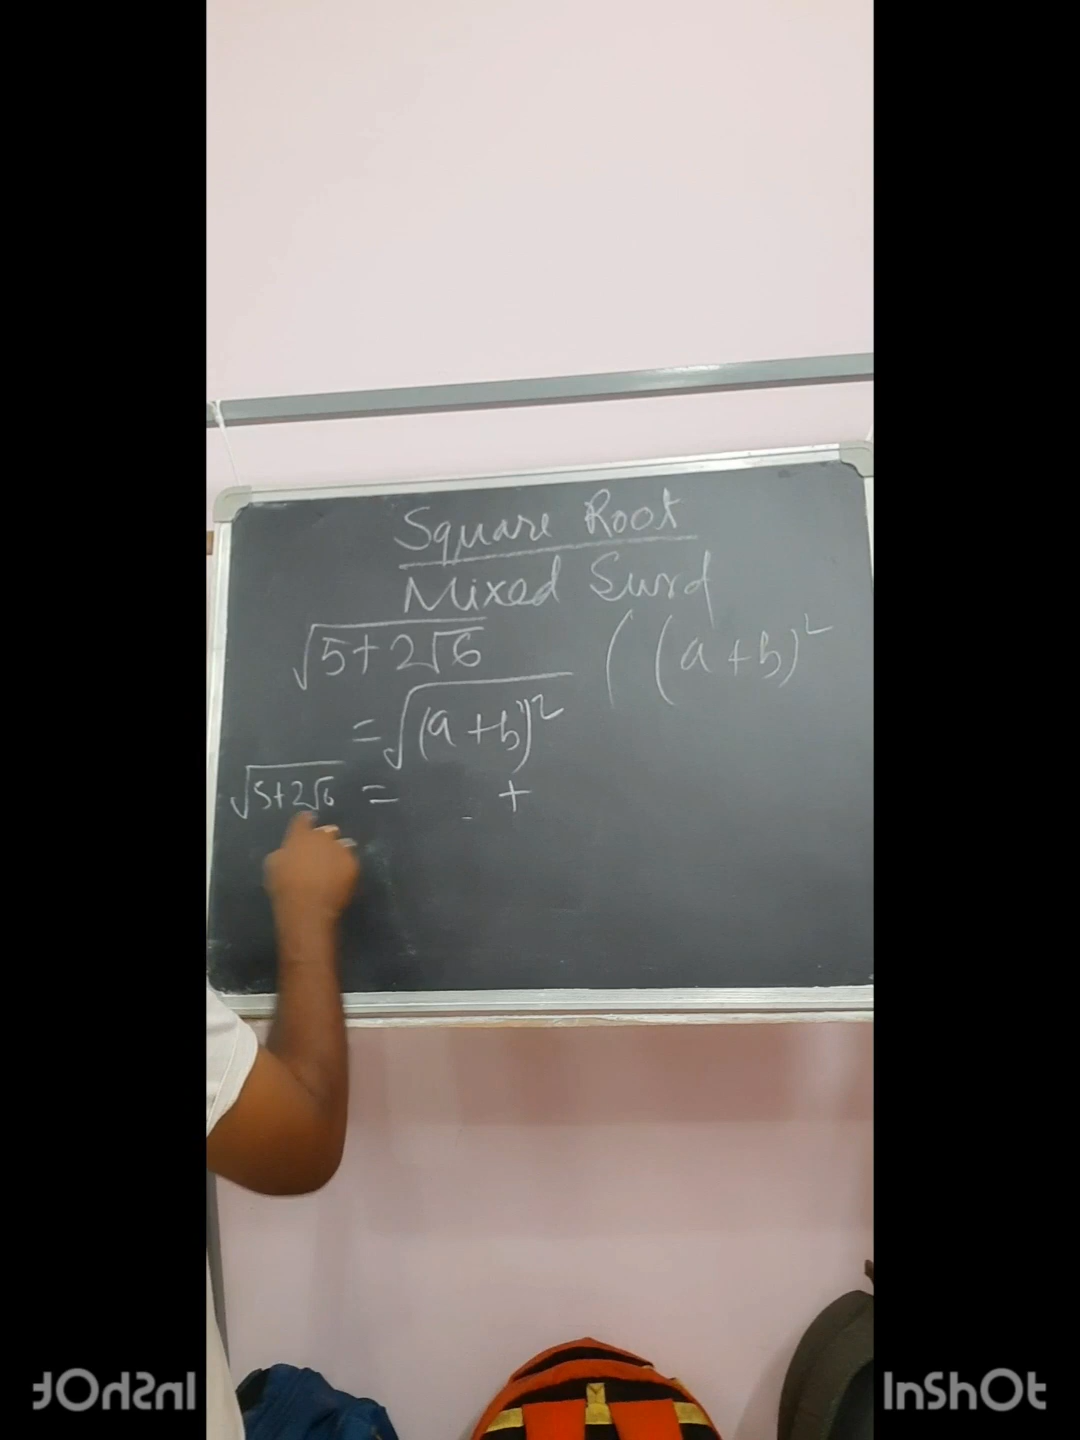 Square Root
Mixed Surd
√5+2√6 ( (a+b)²
=√(a+b)²
√5+2√6 = +
InShOt InShOt